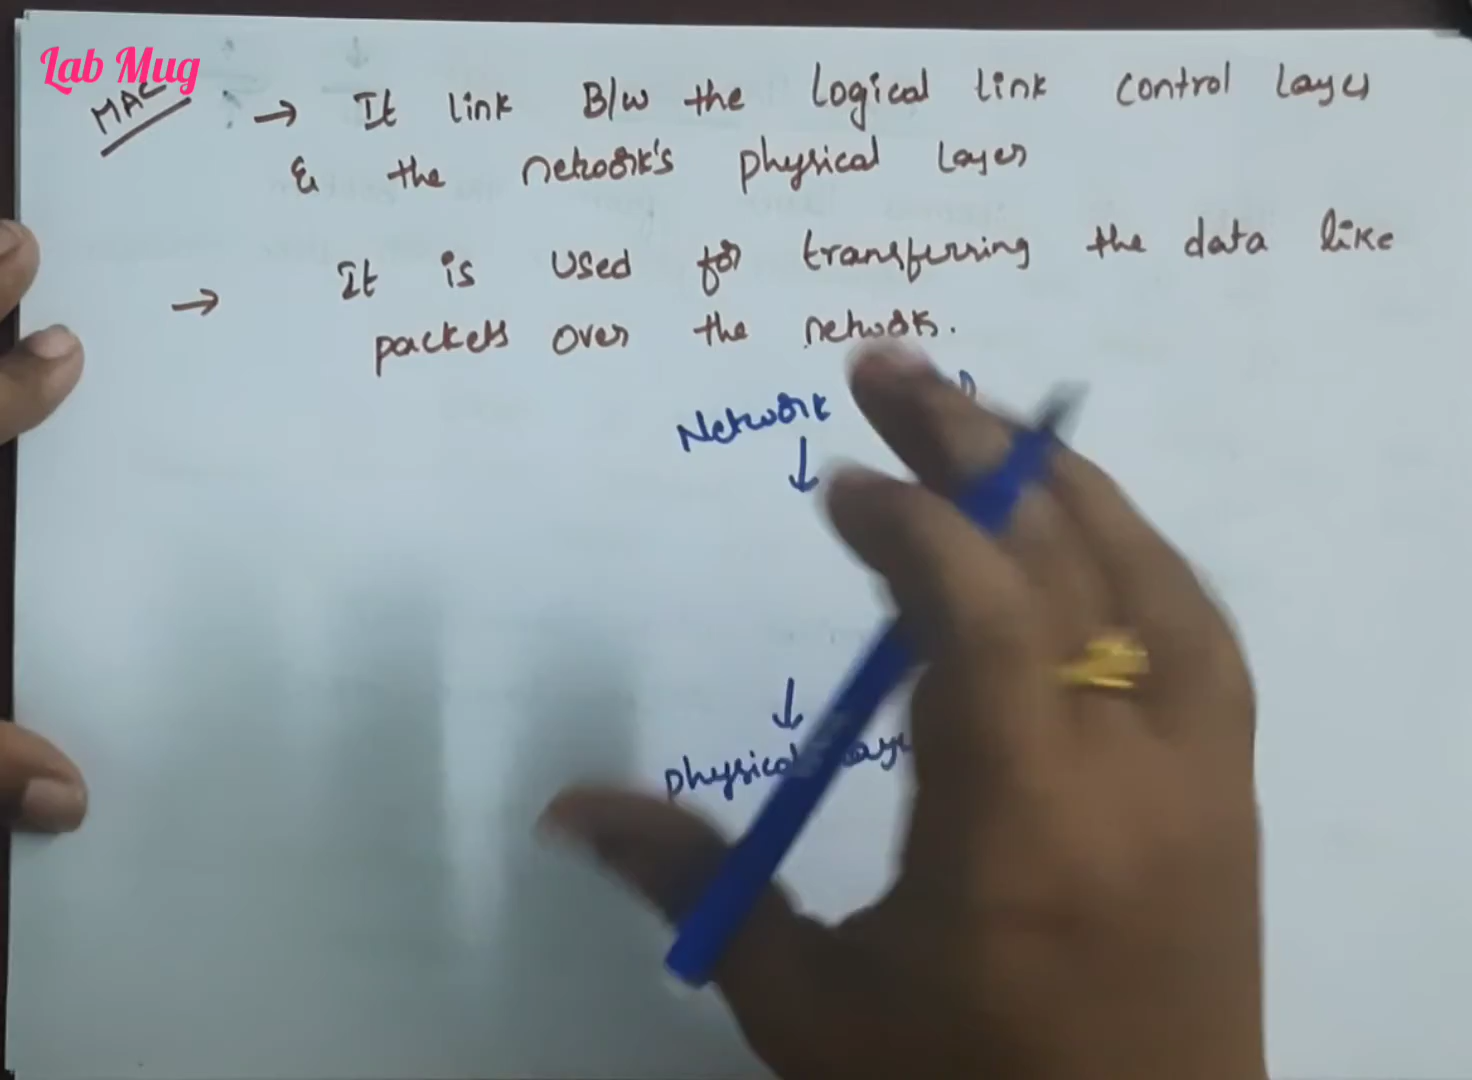 Lab Mug
MAC : → It link B/w the Logical link control Layer
& the network's physical Layer
→ It is used for transferring the data like
packets over the network.
Network
↓
↓
physical